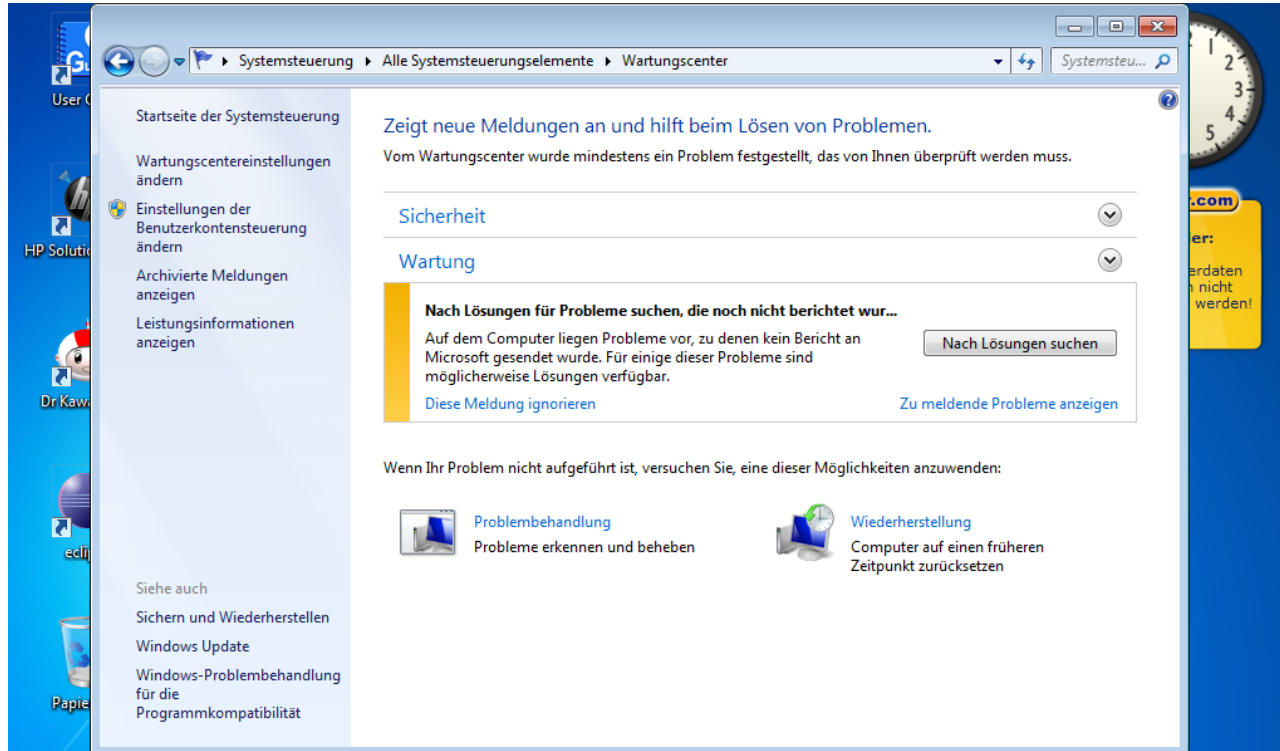 Systemsteuerung ▸ Alle Systemsteuerungselemente ▸ Wartungscenter
Systemsteu...
User
HP
Dr
Startseite der Systemsteuerung
Wartungscentereinstellungen
ändern
Einstellungen der
Benutzerkontensteuerung
ändern
Archivierte Meldungen
anzeigen
Leistungsinformationen
anzeigen
Siehe auch
Sichern und Wiederherstellen
Windows Update
Windows-Problembehandlung
für die
Programmkompatibilität
Zeigt neue Meldungen an und hilft beim Lösen von Problemen.
Vom Wartungscenter wurde mindestens ein Problem festgestellt, das von Ihnen überprüft werden muss.
Sicherheit
Wartung
Nach Lösungen für Probleme suchen, die noch nicht berichtet wur...
Auf dem Computer liegen Probleme vor, zu denen kein Bericht an
Microsoft gesendet wurde. Für einige dieser Probleme sind
möglicherweise Lösungen verfügbar.
Nach Lösungen suchen
Diese Meldung ignorieren
Zu meldende Probleme anzeigen
Wenn Ihr Problem nicht aufgeführt ist, versuchen Sie, eine dieser Möglichkeiten anzuwenden:
Problembehandlung
Probleme erkennen und beheben
Wiederherstellung
Computer auf einen früheren
Zeitpunkt zurücksetzen
1
2
3
4
5
.com)
er:
erdaten
nicht
werden!